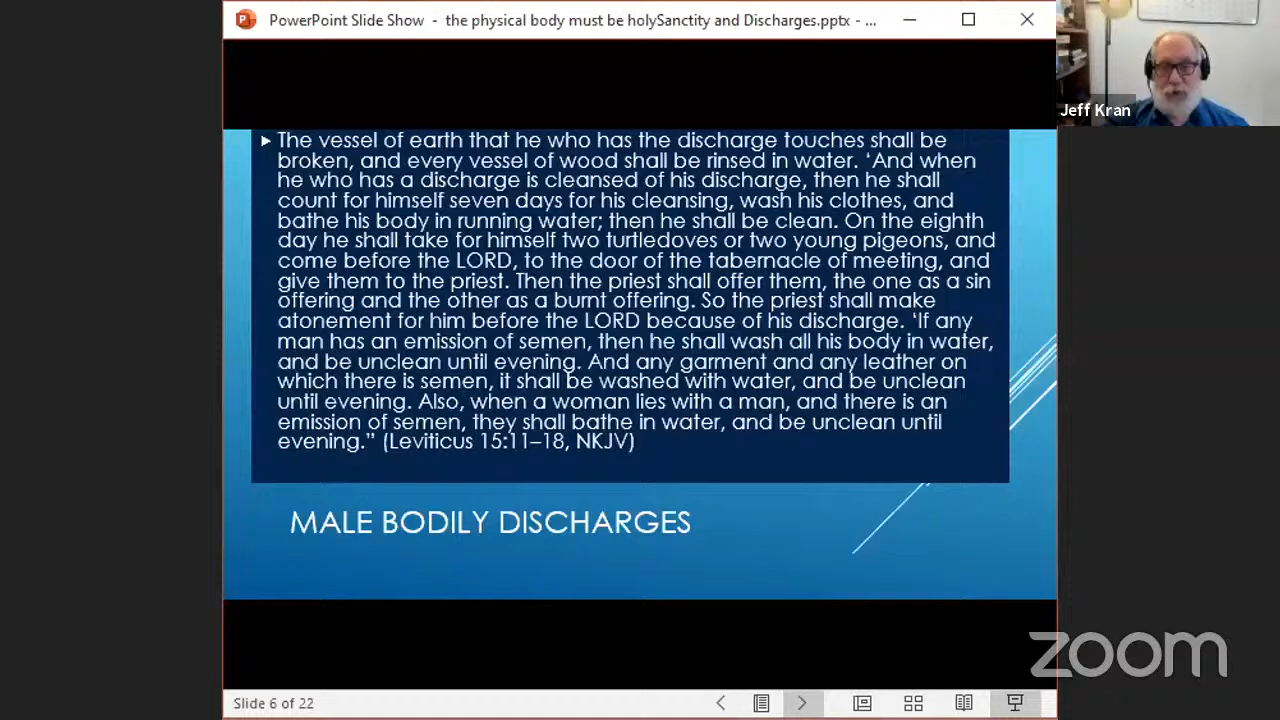 PowerPoint Slide Show - the physical body must be holySanctity and Discharges.pptx - ...
Jeff Kran
The vessel of earth that he who has the discharge touches shall be
broken, and every vessel of wood shall be rinsed in water. ‘And when
he who has a discharge is cleansed of his discharge, then he shall
count for himself seven days for his cleansing, wash his clothes, and
bathe his body in running water; then he shall be clean. On the eighth
day he shall take for himself two turtledoves or two young pigeons, and
come before the LORD, to the door of the tabernacle of meeting, and
give them to the priest. Then the priest shall offer them, the one as a sin
offering and the other as a burnt offering. So the priest shall make
atonement for him before the LORD because of his discharge. ‘If any
man has an emission of semen, then he shall wash all his body in water,
and be unclean until evening. And any garment and any leather on
which there is semen, it shall be washed with water, and be unclean
until evening. Also, when a woman lies with a man, and there is an
emission of semen, they shall bathe in water, and be unclean until
evening.” (Leviticus 15:11–18, NKJV)
MALE BODILY DISCHARGES
zoom
Slide 6 of 22